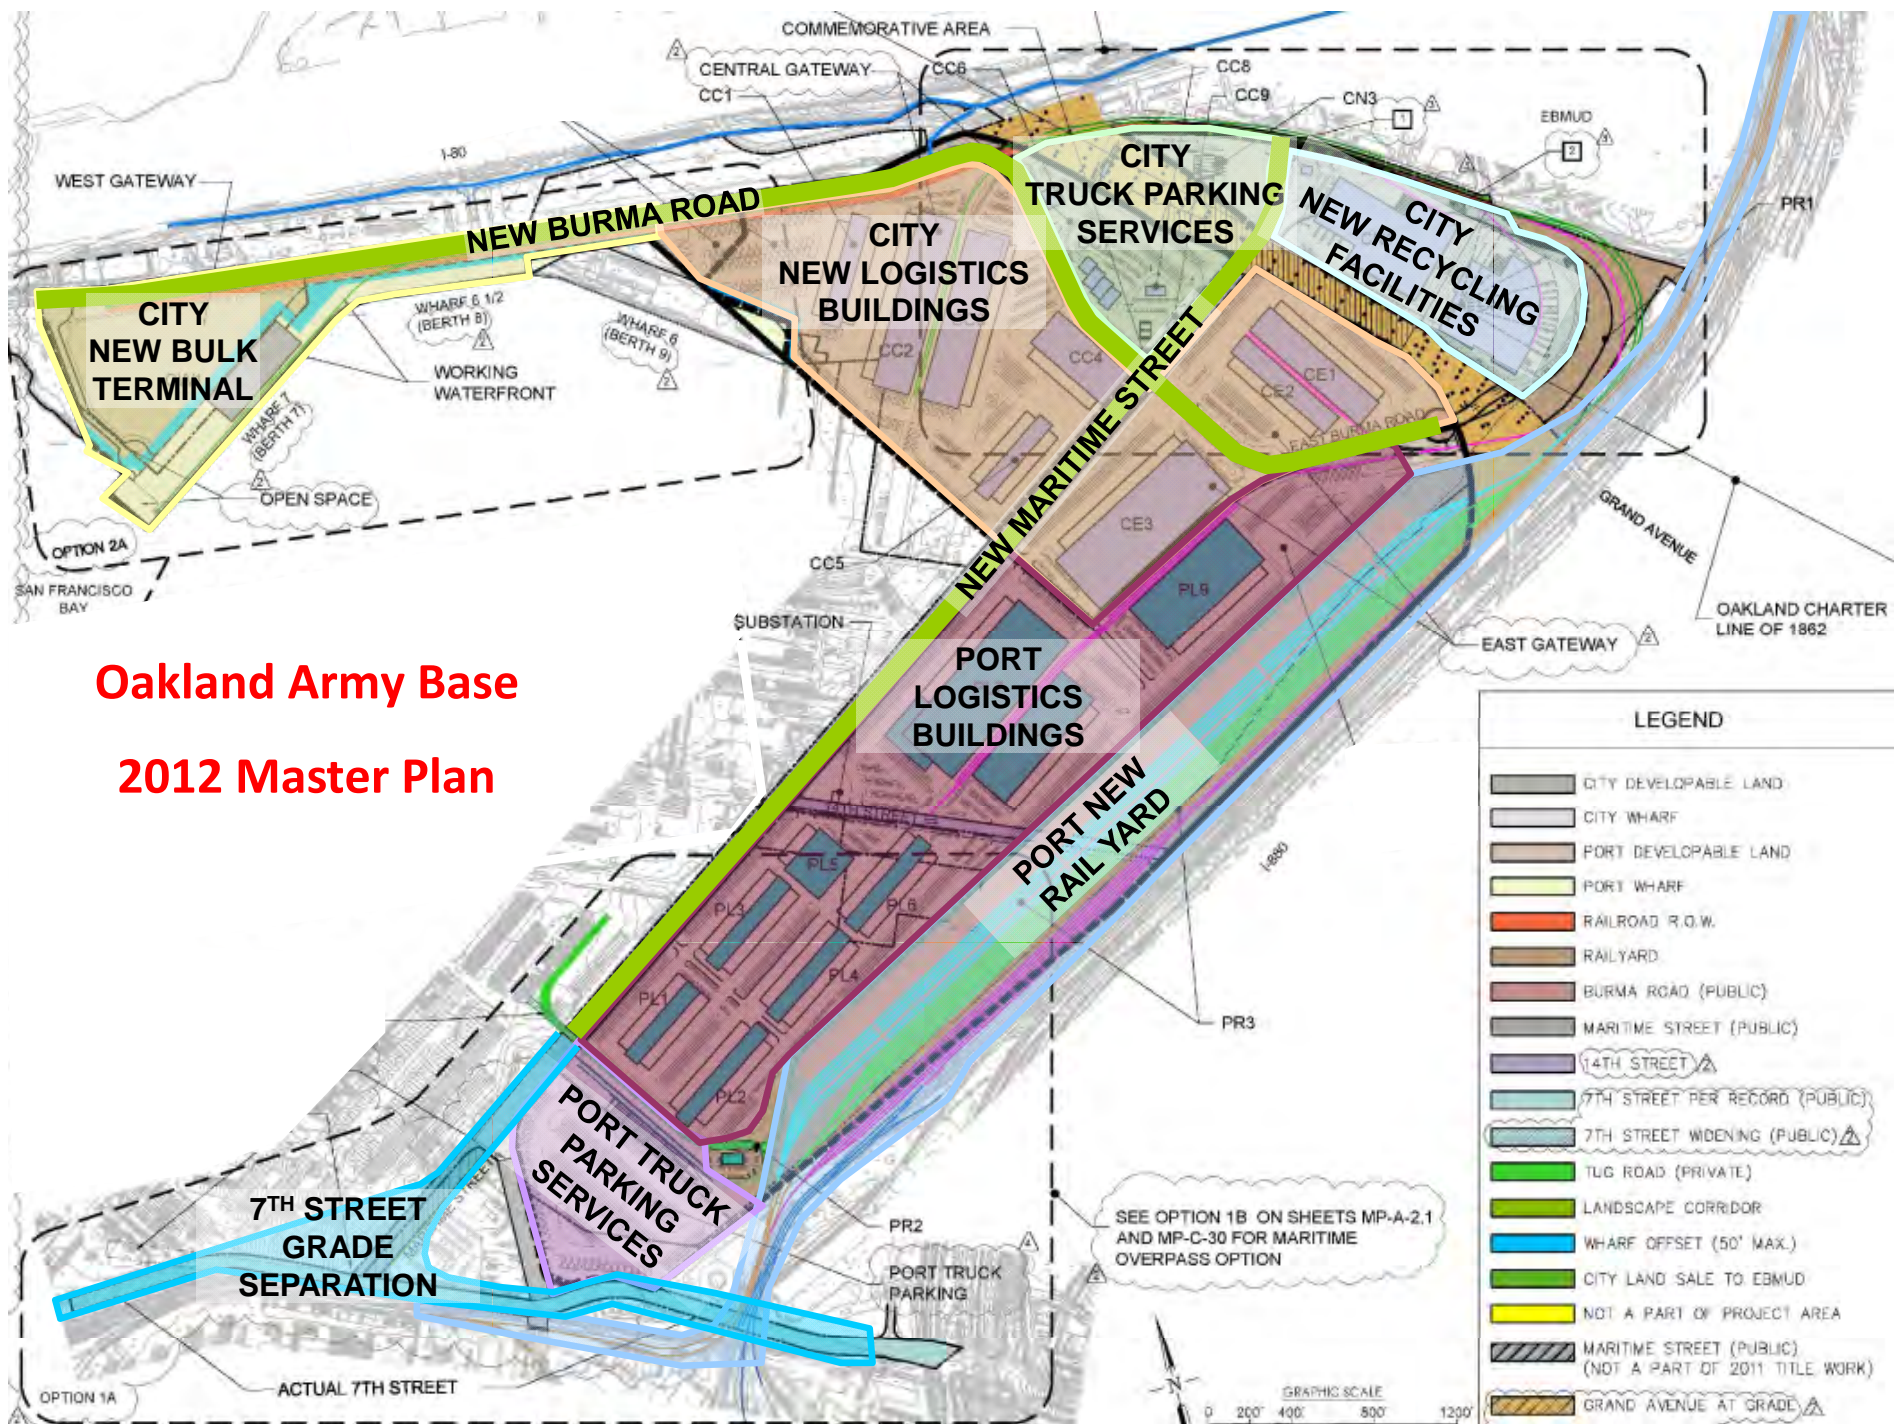 COMMEMORATIVE AREA
CENTRAL GATEWAY
CC6
CC8
CC1
CC9
CN3
1
EBMUD
2
I-80
WEST GATEWAY
PR1
CITY
TRUCK PARKING
SERVICES
CITY
NEW RECYCLING
FACILITIES
NEW BURMA ROAD
CITY
NEW LOGISTICS
BUILDINGS
CITY
NEW BULK
TERMINAL
WHARF 6 1/2
(BERTH 8)
WHARF 6
(BERTH 9)
WORKING
WATERFRONT
WHARF 7
(BERTH 7)
CC2
CC4
CE1
CE2
EAST BURMA ROAD
NEW MARITIME STREET
OPEN SPACE
OPTION 2A
SAN FRANCISCO
BAY
CE3
CC5
GRAND AVENUE
PL9
OAKLAND CHARTER
LINE OF 1862
SUBSTATION
EAST GATEWAY
Oakland Army Base
2012 Master Plan
PORT
LOGISTICS
BUILDINGS
14TH STREET
PORT NEW
RAIL YARD
I-880
PL5
PL3
PL6
PL4
PL1
PL2
PR3
PORT TRUCK
PARKING
SERVICES
7TH STREET
GRADE
SEPARATION
PR2
PORT TRUCK
PARKING
SEE OPTION 1B ON SHEETS MP-A-2.1
AND MP-C-30 FOR MARITIME
OVERPASS OPTION
ACTUAL 7TH STREET
OPTION 1A
N
GRAPHIC SCALE
0 200' 400' 800' 1200'
LEGEND
CITY DEVELOPABLE LAND
CITY WHARF
PORT DEVELOPABLE LAND
PORT WHARF
RAILROAD R.O.W.
RAILYARD
BURMA ROAD (PUBLIC)
MARITIME STREET (PUBLIC)
14TH STREET 2
7TH STREET PER RECORD (PUBLIC)
7TH STREET WIDENING (PUBLIC) 2
TUG ROAD (PRIVATE)
LANDSCAPE CORRIDOR
WHARF OFFSET (50' MAX.)
CITY LAND SALE TO EBMUD
NOT A PART OF PROJECT AREA
MARITIME STREET (PUBLIC)
(NOT A PART OF 2011 TITLE WORK)
GRAND AVENUE AT GRADE